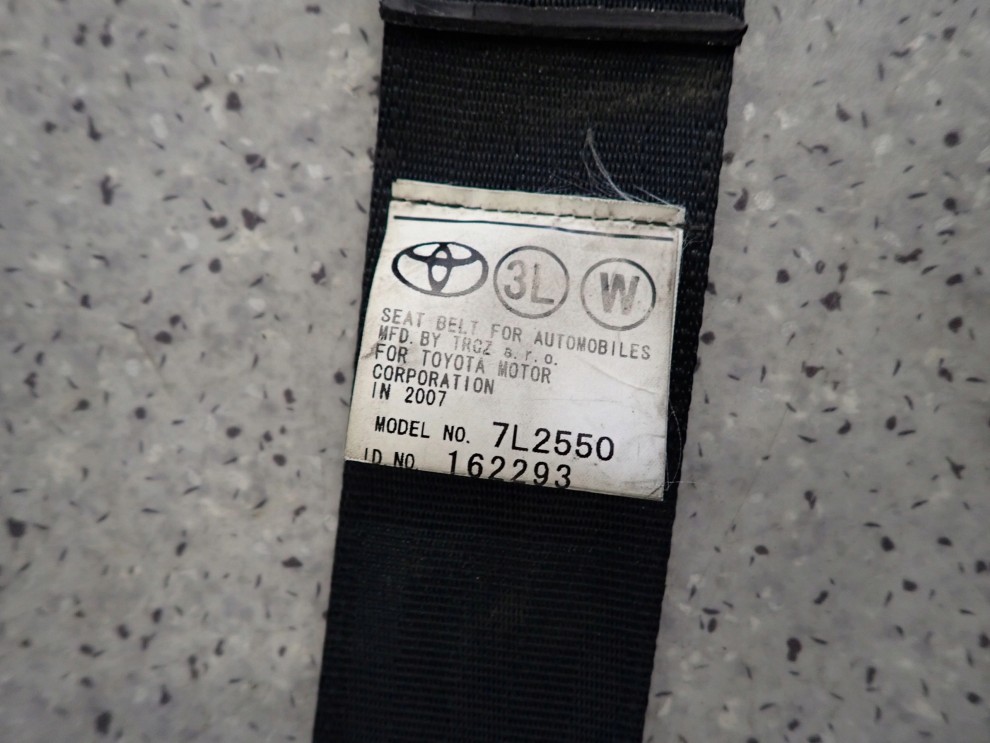 3L W
SEAT BELT FOR AUTOMOBILES
MFD. BY TRCZ s.r.o.
FOR TOYOTA MOTOR
CORPORATION
IN 2007
MODEL NO. 7L2550
ID NO. 162293